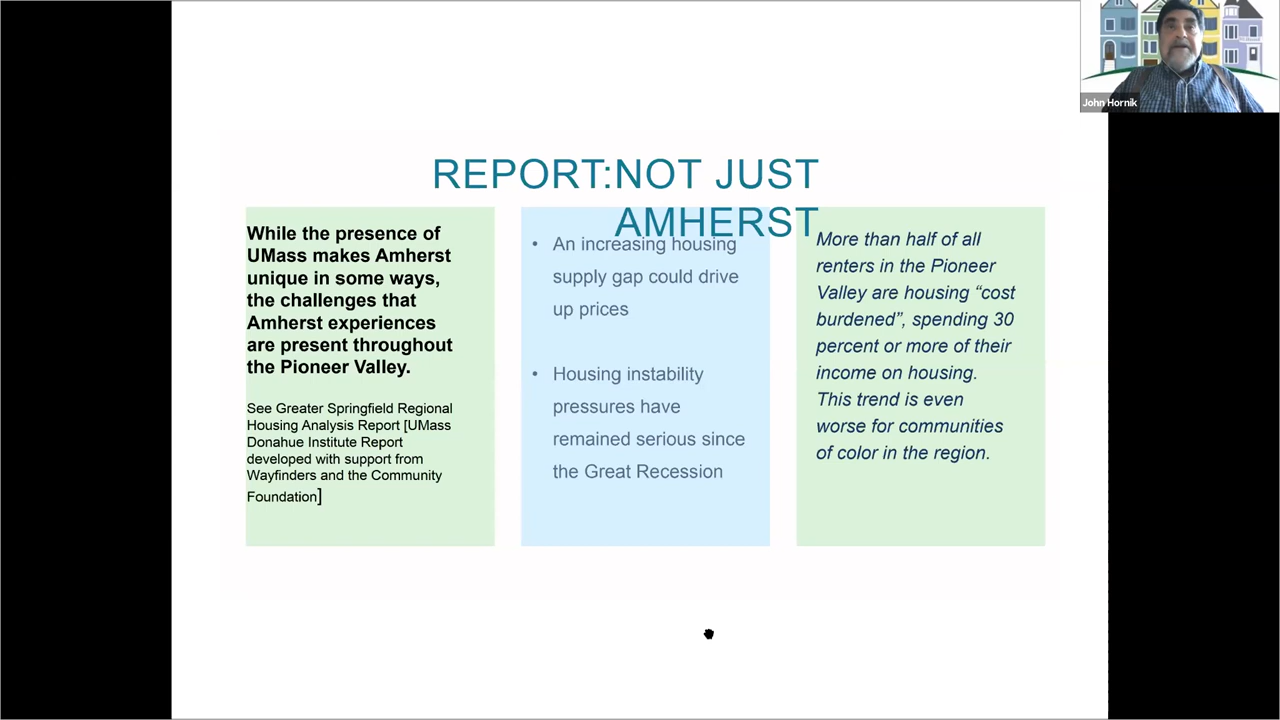 REPORT:NOT JUST
AMHERST
While the presence of
UMass makes Amherst
unique in some ways,
the challenges that
Amherst experiences
are present throughout
the Pioneer Valley.
See Greater Springfield Regional
Housing Analysis Report [UMass
Donahue Institute Report
developed with support from
Wayfinders and the Community
Foundation]
• An increasing housing
supply gap could drive
up prices
• Housing instability
pressures have
remained serious since
the Great Recession
More than half of all
renters in the Pioneer
Valley are housing “cost
burdened”, spending 30
percent or more of their
income on housing.
This trend is even
worse for communities
of color in the region.
John Hornik